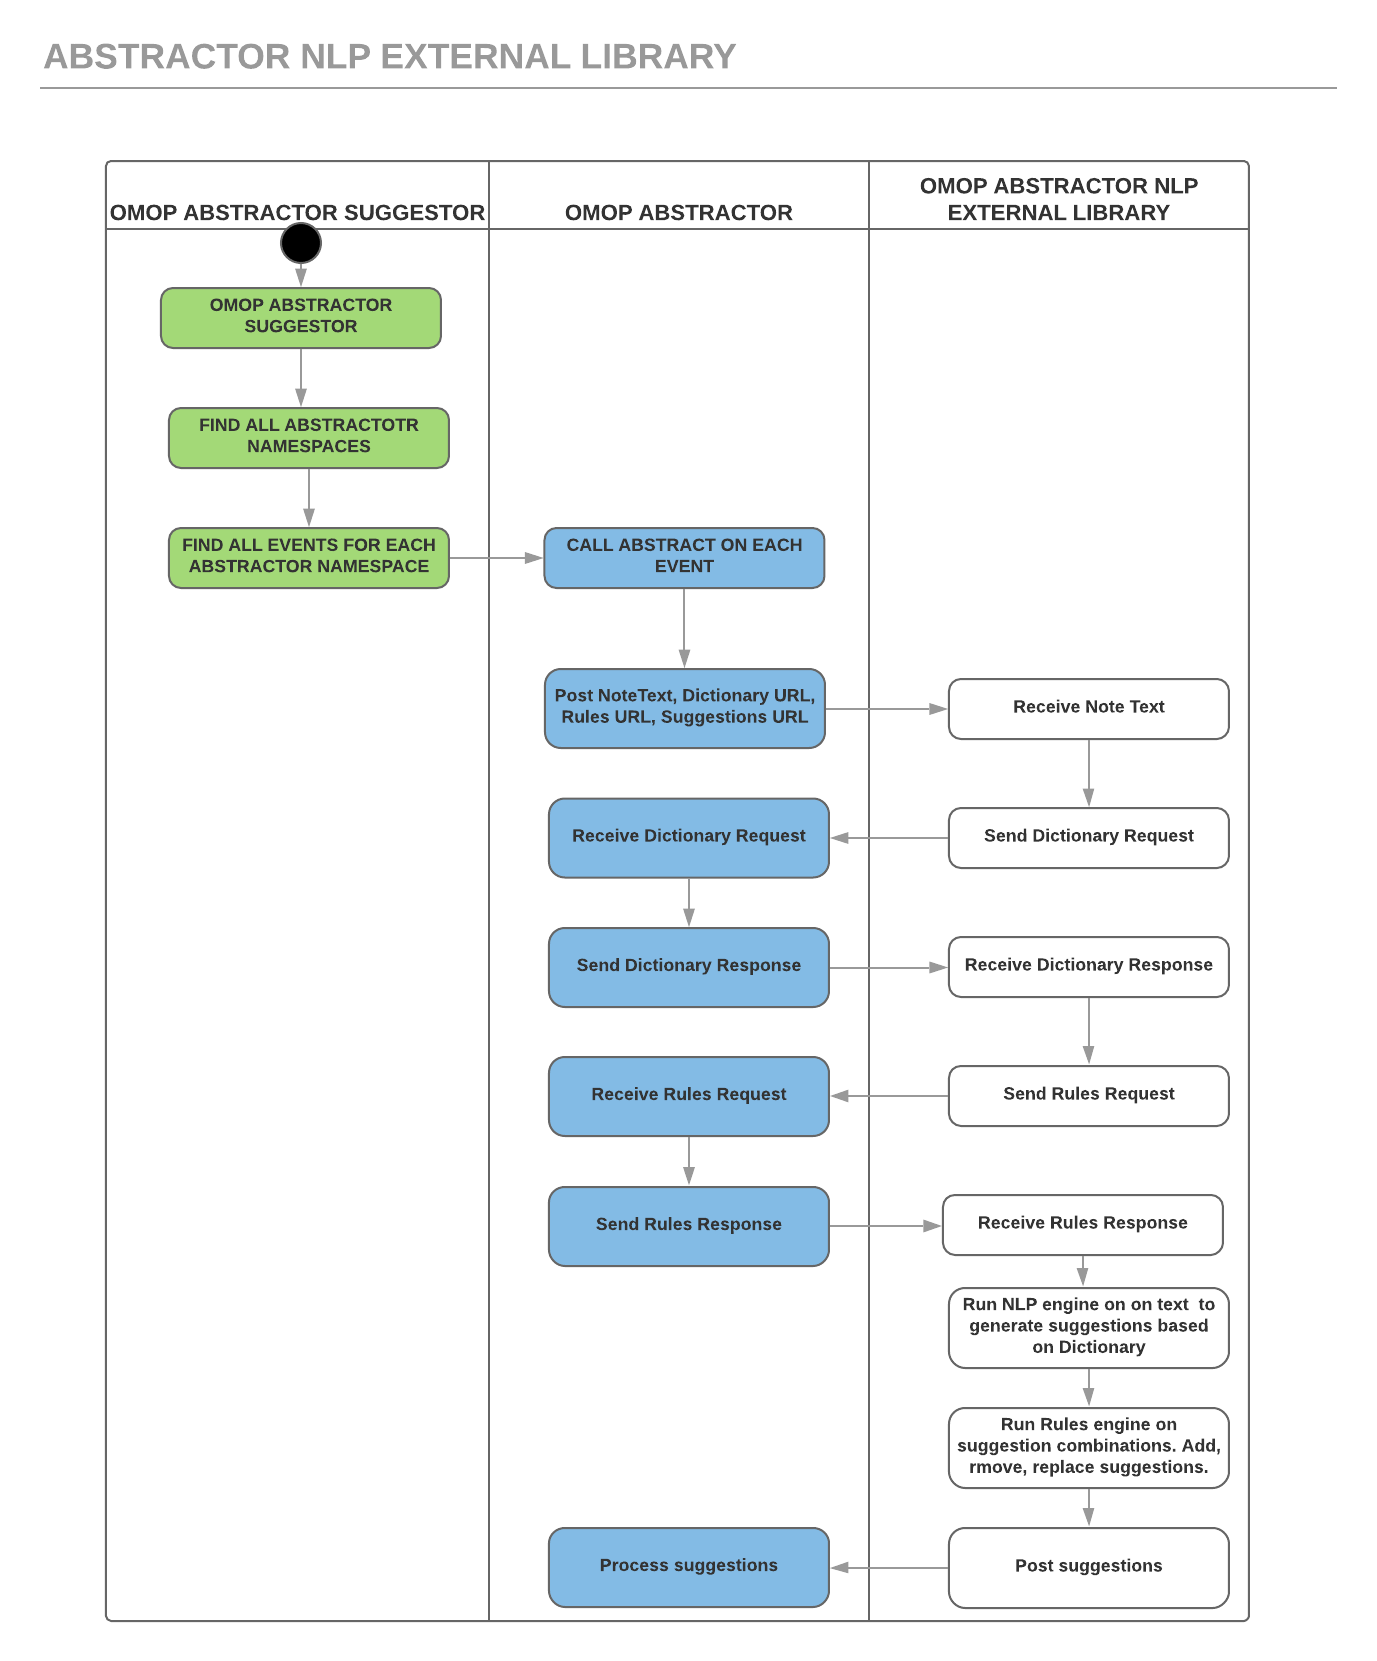 ABSTRACTOR NLP EXTERNAL LIBRARY
OMOP ABSTRACTOR SUGGESTOR
OMOP ABSTRACTOR
OMOP ABSTRACTOR NLP
EXTERNAL LIBRARY
OMOP ABSTRACTOR
SUGGESTOR
FIND ALL ABSTRACTOTR
NAMESPACES
FIND ALL EVENTS FOR EACH
ABSTRACTOR NAMESPACE
CALL ABSTRACT ON EACH
EVENT
Post NoteText, Dictionary URL,
Rules URL, Suggestions URL
Receive Note Text
Send Dictionary Request
Receive Dictionary Request
Send Dictionary Response
Receive Dictionary Response
Send Rules Request
Receive Rules Request
Send Rules Response
Receive Rules Response
Run NLP engine on on text  to
generate suggestions based
on Dictionary
Run Rules engine on
suggestion combinations. Add,
rmove, replace suggestions.
Post suggestions
Process suggestions